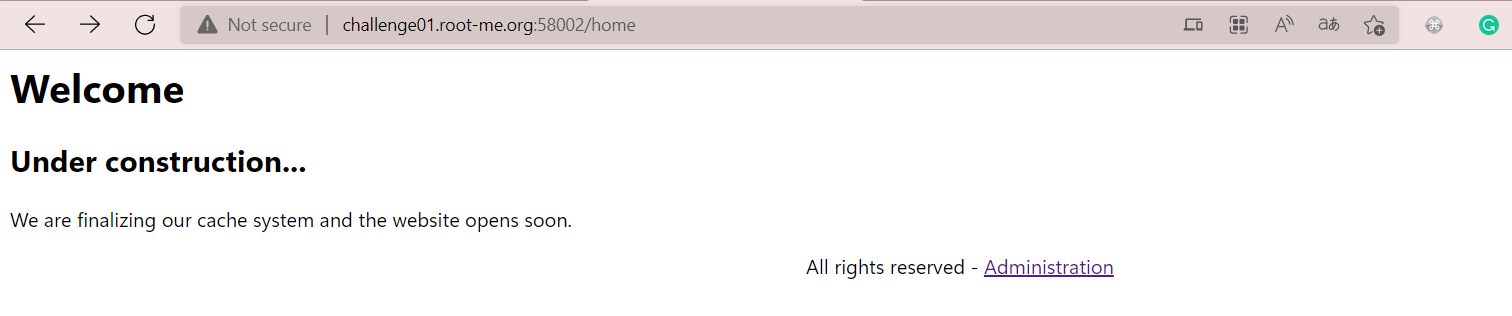 Not secure | challenge01.root-me.org:58002/home
Welcome
Under construction...
We are finalizing our cache system and the website opens soon.
All rights reserved - Administration